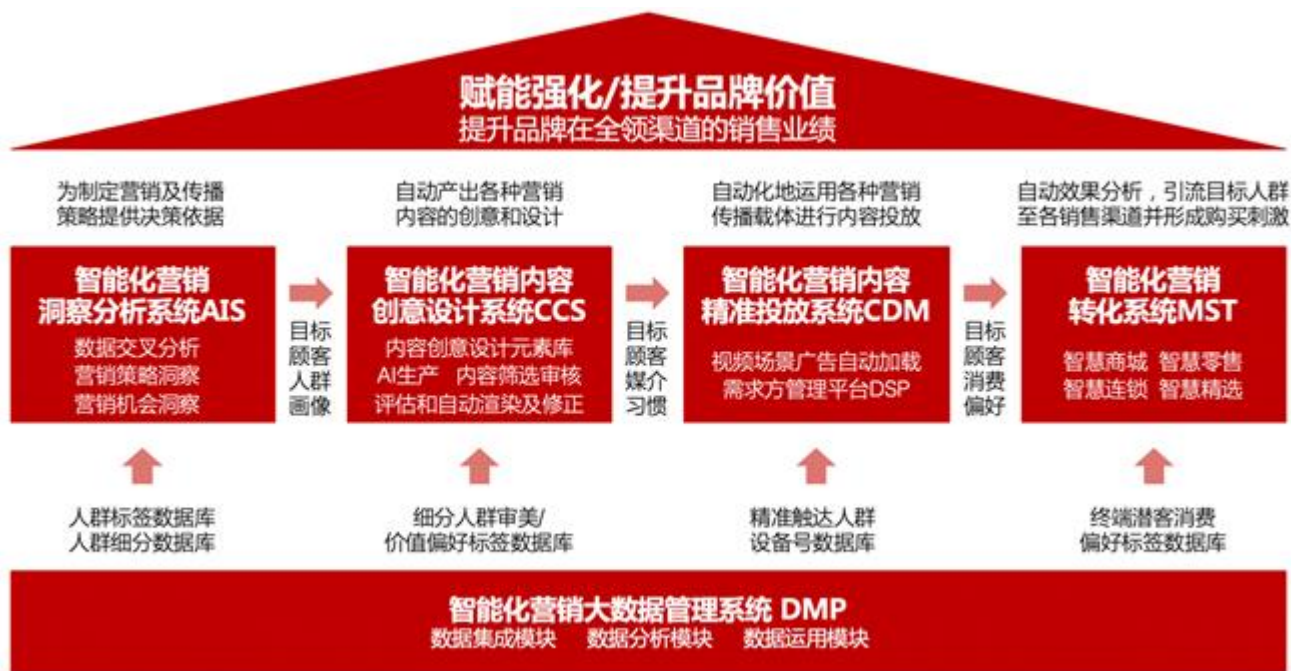 赋能强化/提升品牌价值
提升品牌在全领渠道的销售业绩
为制定营销及传播
策略提供决策依据
自动产出各种营销
内容的创意和设计
自动化地运用各种营销
传播载体进行内容投放
自动效果分析，引流目标人群
至各销售渠道并形成购买刺激
智能化营销
洞察分析系统AIS
数据交叉分析
营销策略洞察
营销机会洞察
目标
顾客
人群
画像
智能化营销内容
创意设计系统CCS
内容创意设计元素库
AI生产 内容筛选审核
评估和自动渲染及修正
目标
顾客
媒介
习惯
智能化营销内容
精准投放系统CDM
视频场景广告自动加载
需求方管理平台DSP
目标
顾客
消费
偏好
智能化营销
转化系统MST
智慧商城 智慧零售
智慧连锁 智慧精选
人群标签数据库
人群细分数据库
细分人群审美/
价值偏好标签数据库
精准触达人群
设备号数据库
终端潜客消费
偏好标签数据库
智能化营销大数据管理系统 DMP
数据集成模块 数据分析模块 数据运用模块